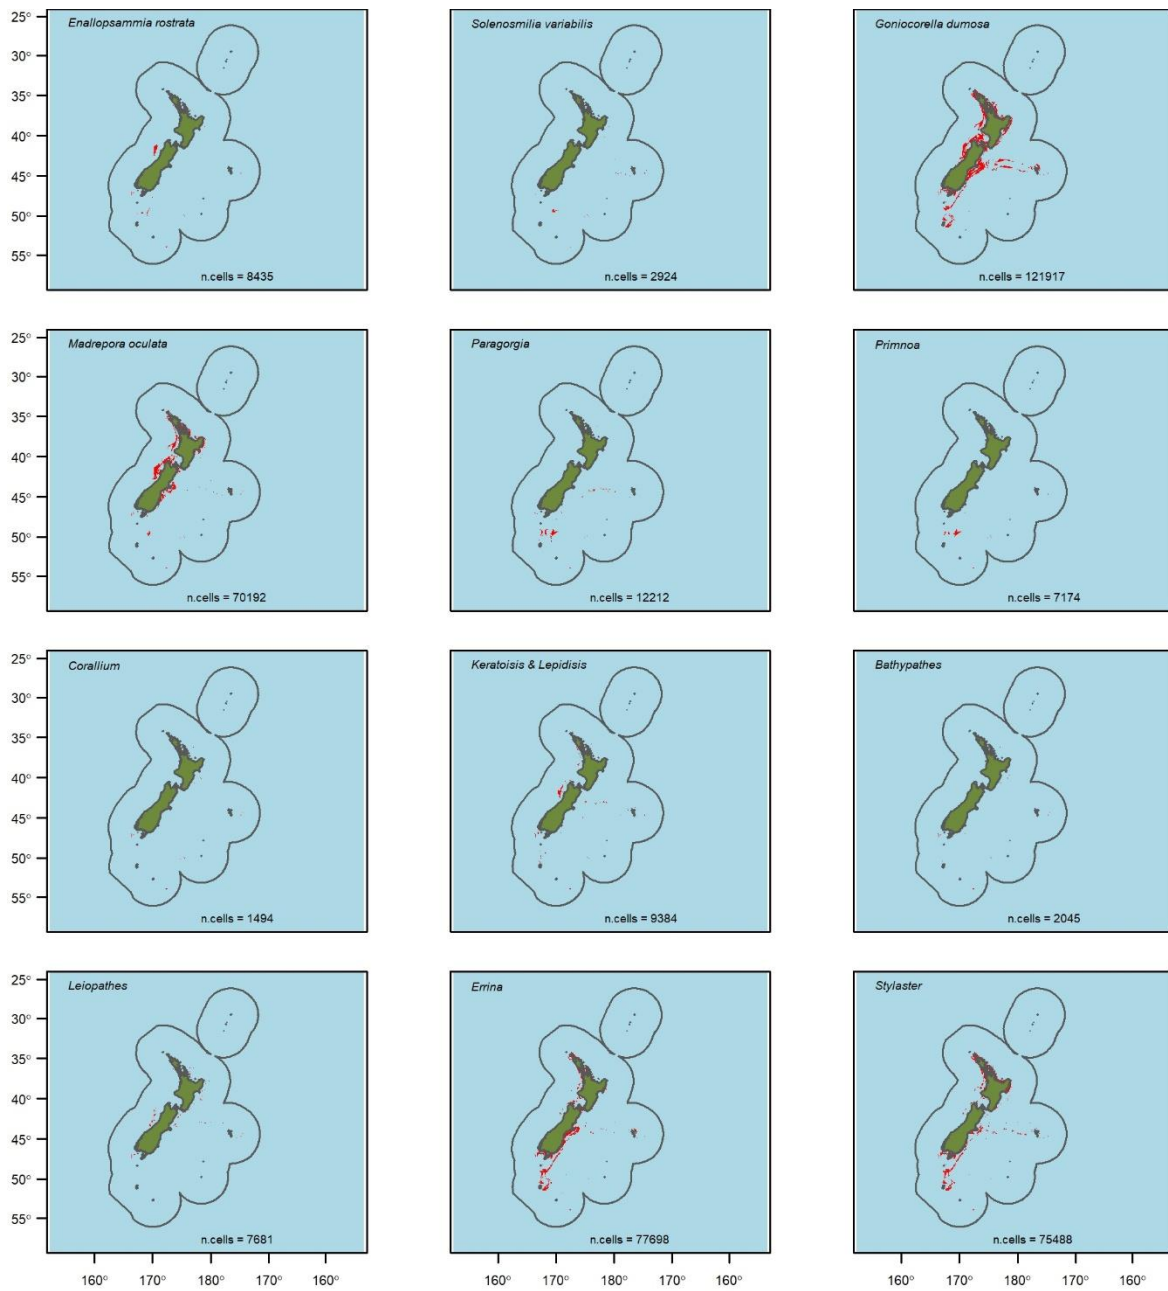 Enallopsammia rostrata
Solenosmilia variabilis
Goniocorella dumosa
25°
30°
35°
40°
45°
50°
55°
n.cells = 8435
n.cells = 2924
n.cells = 121917
Madrepora oculata
Paragorgia
Primnoa
25°
30°
35°
40°
45°
50°
55°
n.cells = 70192
n.cells = 12212
n.cells = 7174
Corallium
Keratoisis & Lepidisis
Bathypathes
25°
30°
35°
40°
45°
50°
55°
n.cells = 1494
n.cells = 9384
n.cells = 2045
Leiopathes
Errina
Stylaster
25°
30°
35°
40°
45°
50°
55°
n.cells = 7681
n.cells = 77698
n.cells = 75488
160° 170° 180° 160°
160° 170° 180° 160°
160° 170° 180° 160°